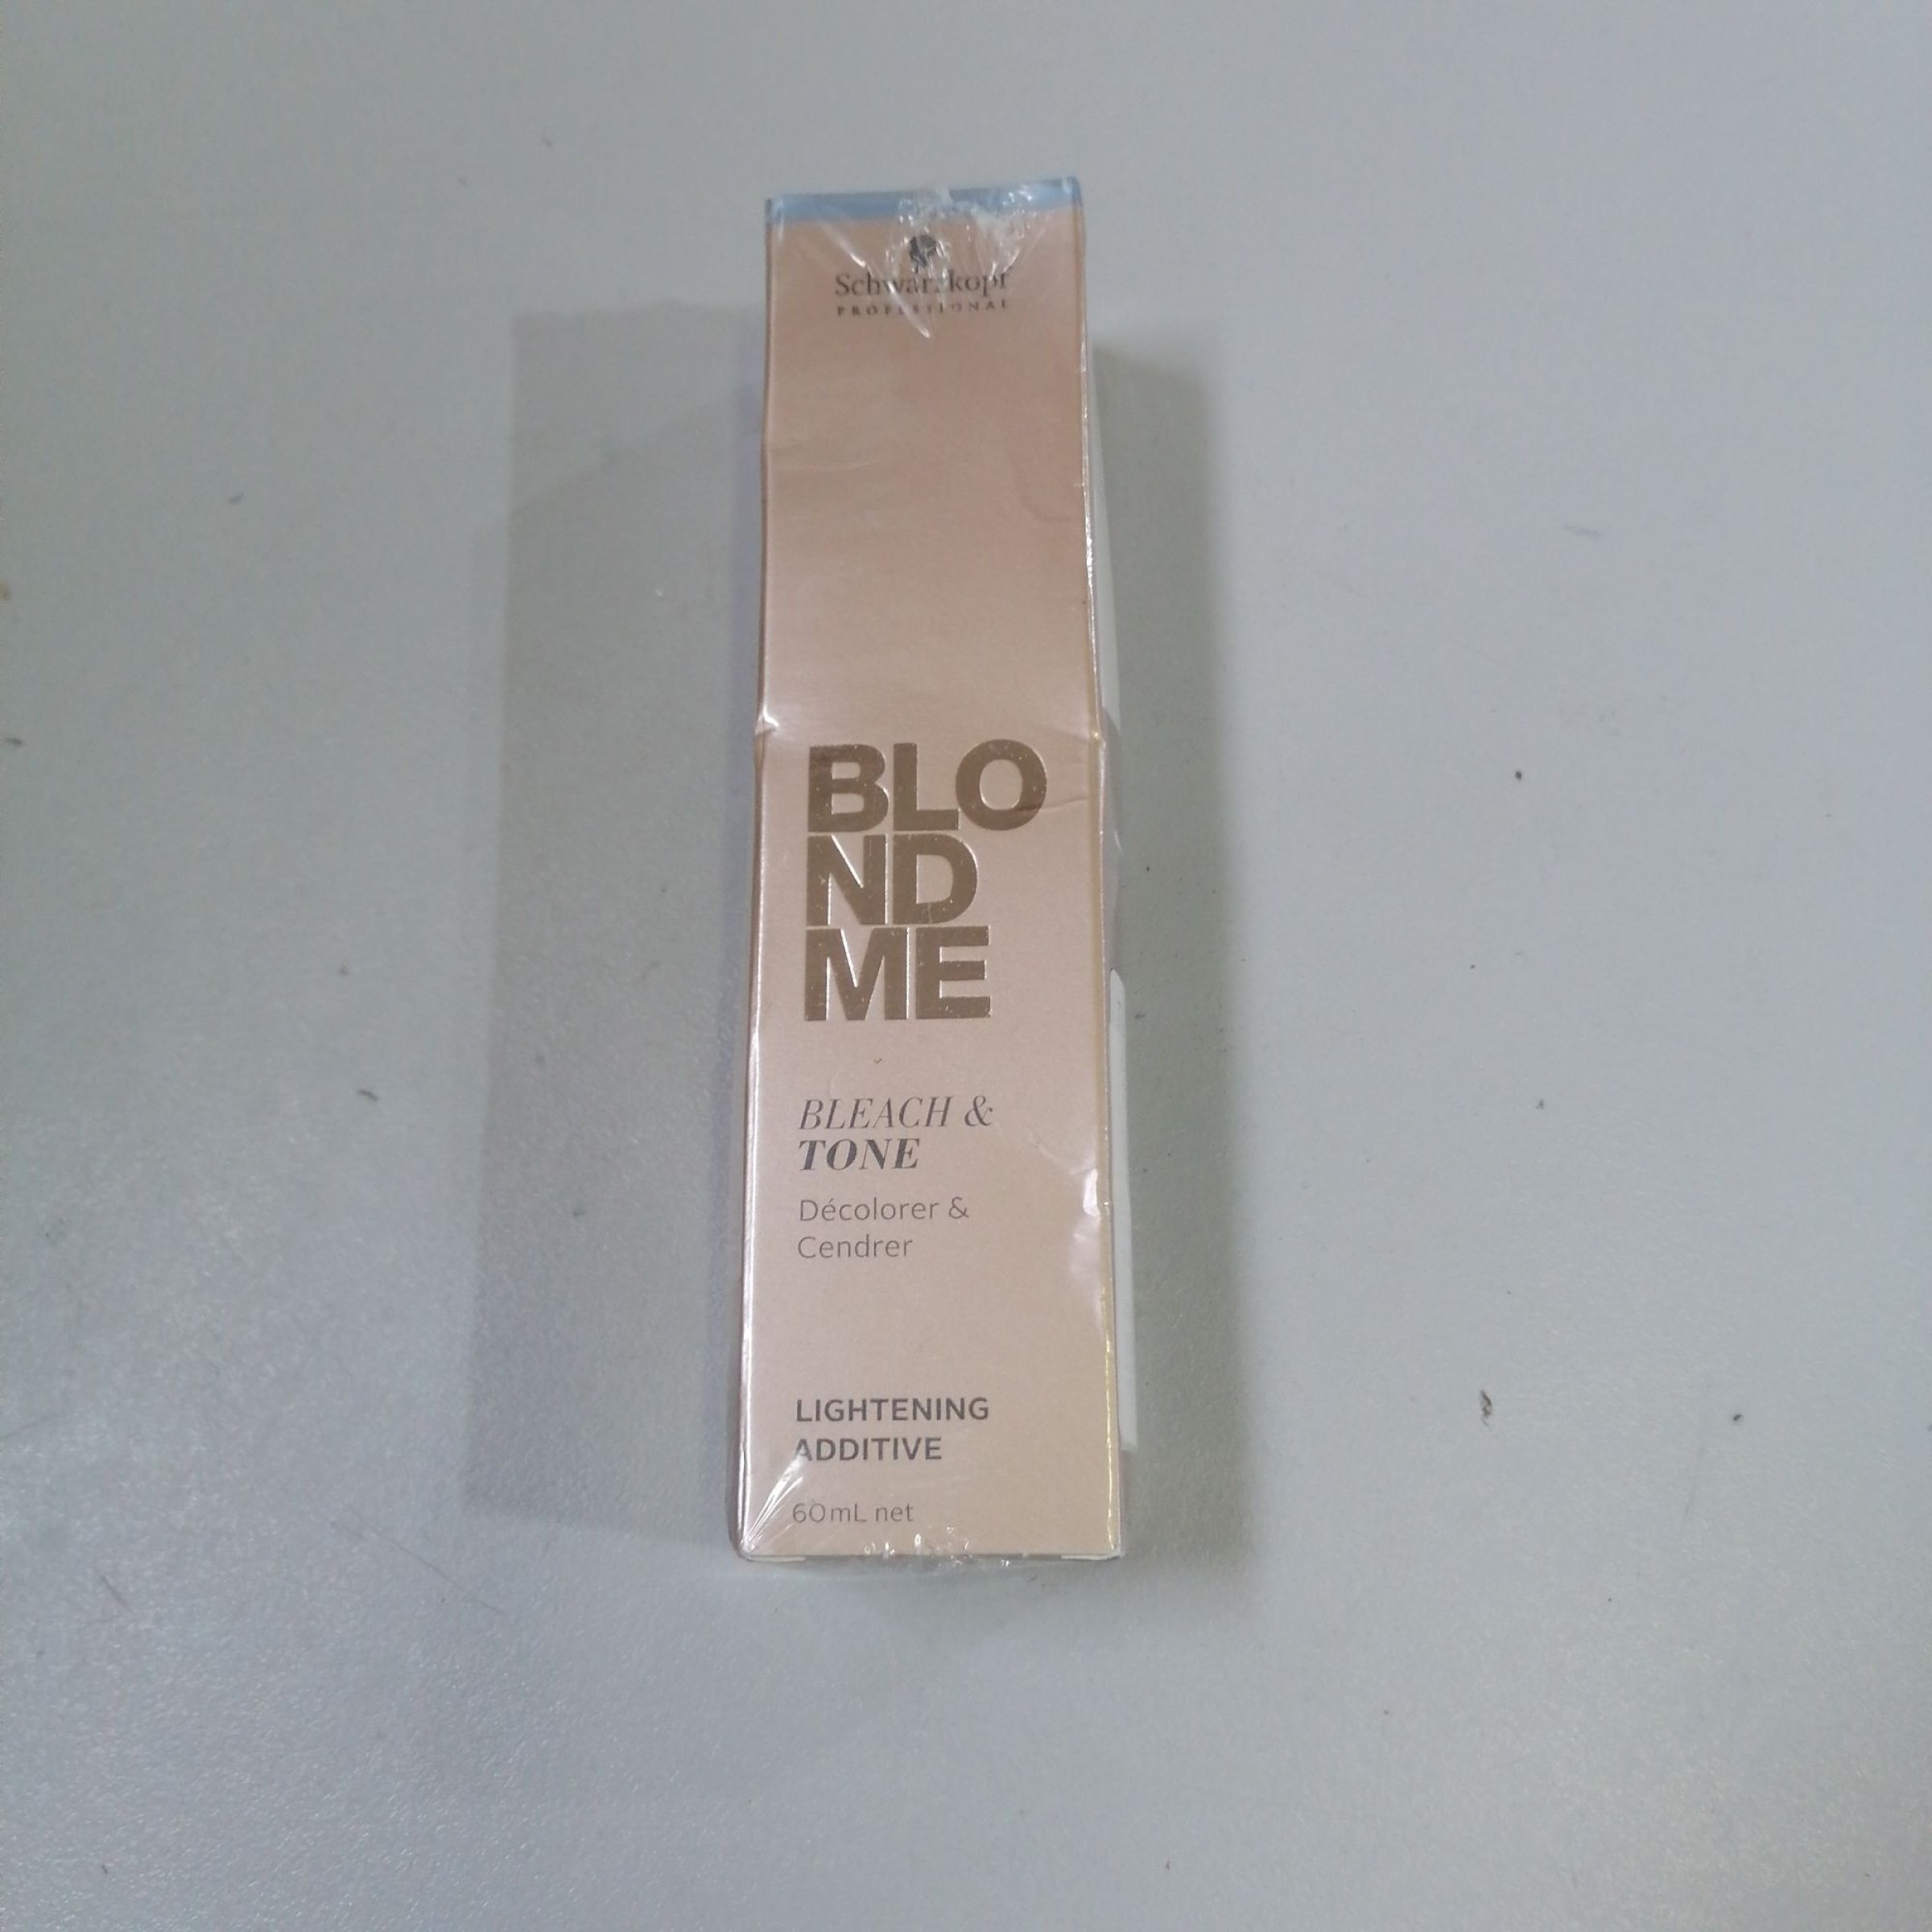 Schwarzkopf
PROFESSIONAL
BLO
ND
ME
BLEACH &
TONE
Décolorer &
Cendrer
LIGHTENING
ADDITIVE
60mL net